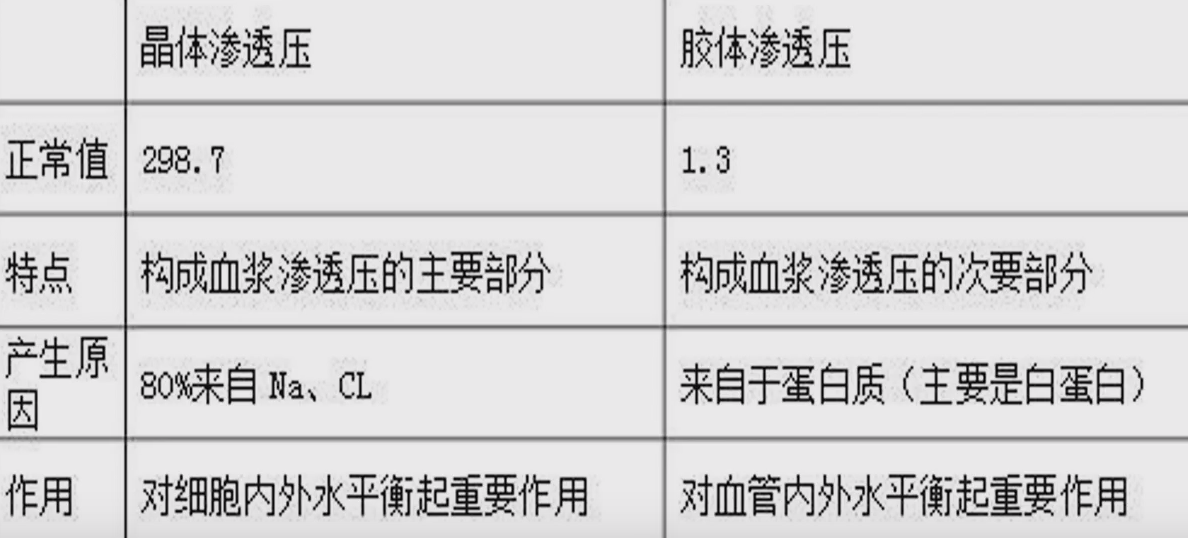 晶体渗透压 胶体渗透压
正常值 298.7 1.3
特点 构成血浆渗透压的主要部分 构成血浆渗透压的次要部分
产生原
因 80%来自 Na、CL 来自于蛋白质（主要是白蛋白）
作用 对细胞内外水平衡起重要作用 对血管内外水平衡起重要作用